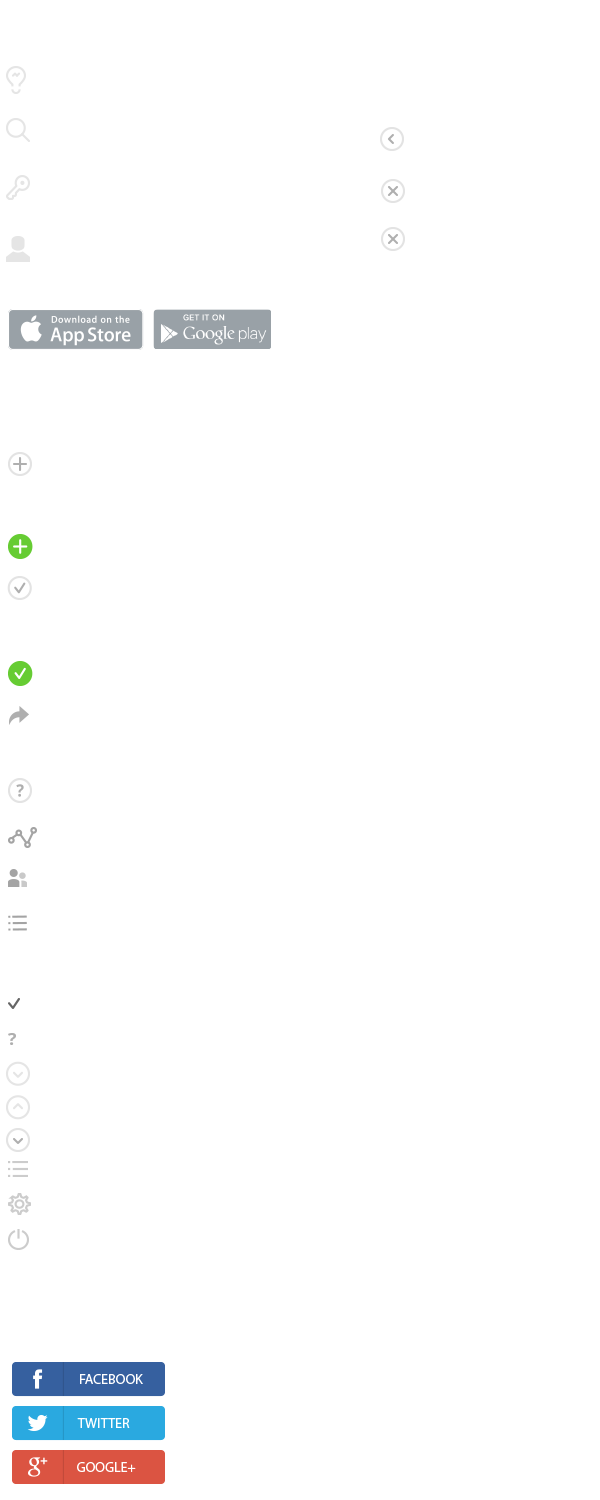 Download on the
App Store
GET IT ON
Google play
?
?
FACEBOOK
TWITTER
GOOGLE+